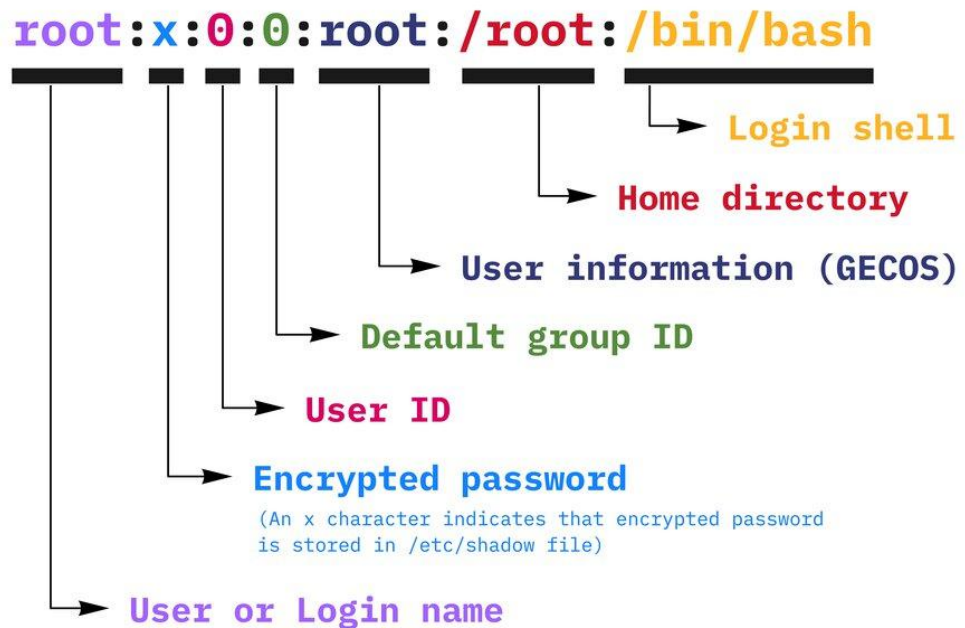 root:x:0:0:root:/root:/bin/bash
Login shell
Home directory
User information (GECOS)
Default group ID
User ID
Encrypted password
(An x character indicates that encrypted password
is stored in /etc/shadow file)
User or Login name